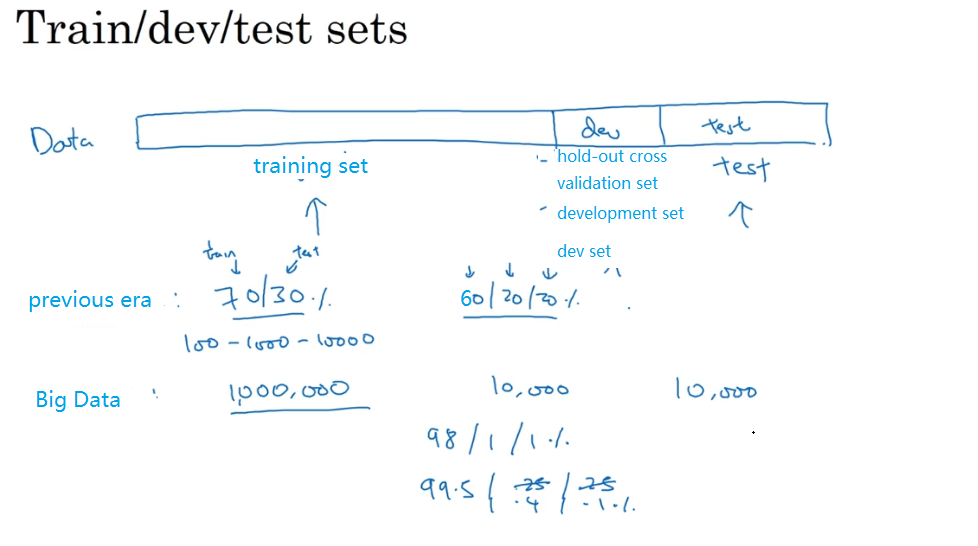 Train/dev/test sets
Data
dev
test
training set
hold-out cross
validation set
development set
dev set
test
train
test
previous era :
70/30 %
60/20/20 %
100 - 1000 - 10000
Big Data :
1,000,000
10,000
10,000
98 / 1 / 1 %
99.5 / .25 / .25
.4 / .1 %